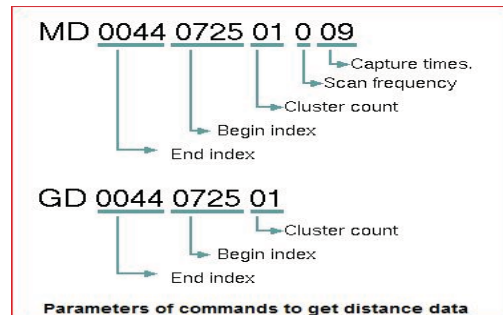 MD 0044 0725 01 0 09
Capture times.
Scan frequency
Cluster count
Begin index
End index
GD 0044 0725 01
Cluster count
Begin index
End index
Parameters of commands to get distance data